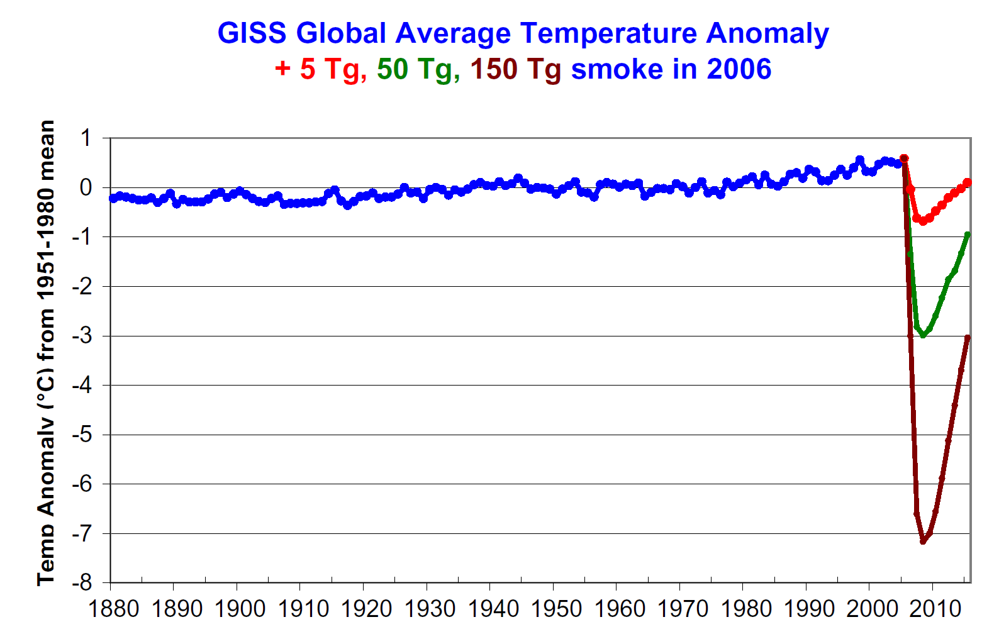 GISS Global Average Temperature Anomaly
+ 5 Tg, 50 Tg, 150 Tg smoke in 2006
Temp Anomaly (°C) from 1951-1980 mean
1
0
-1
-2
-3
-4
-5
-6
-7
-8
1880 1890 1900 1910 1920 1930 1940 1950 1960 1970 1980 1990 2000 2010